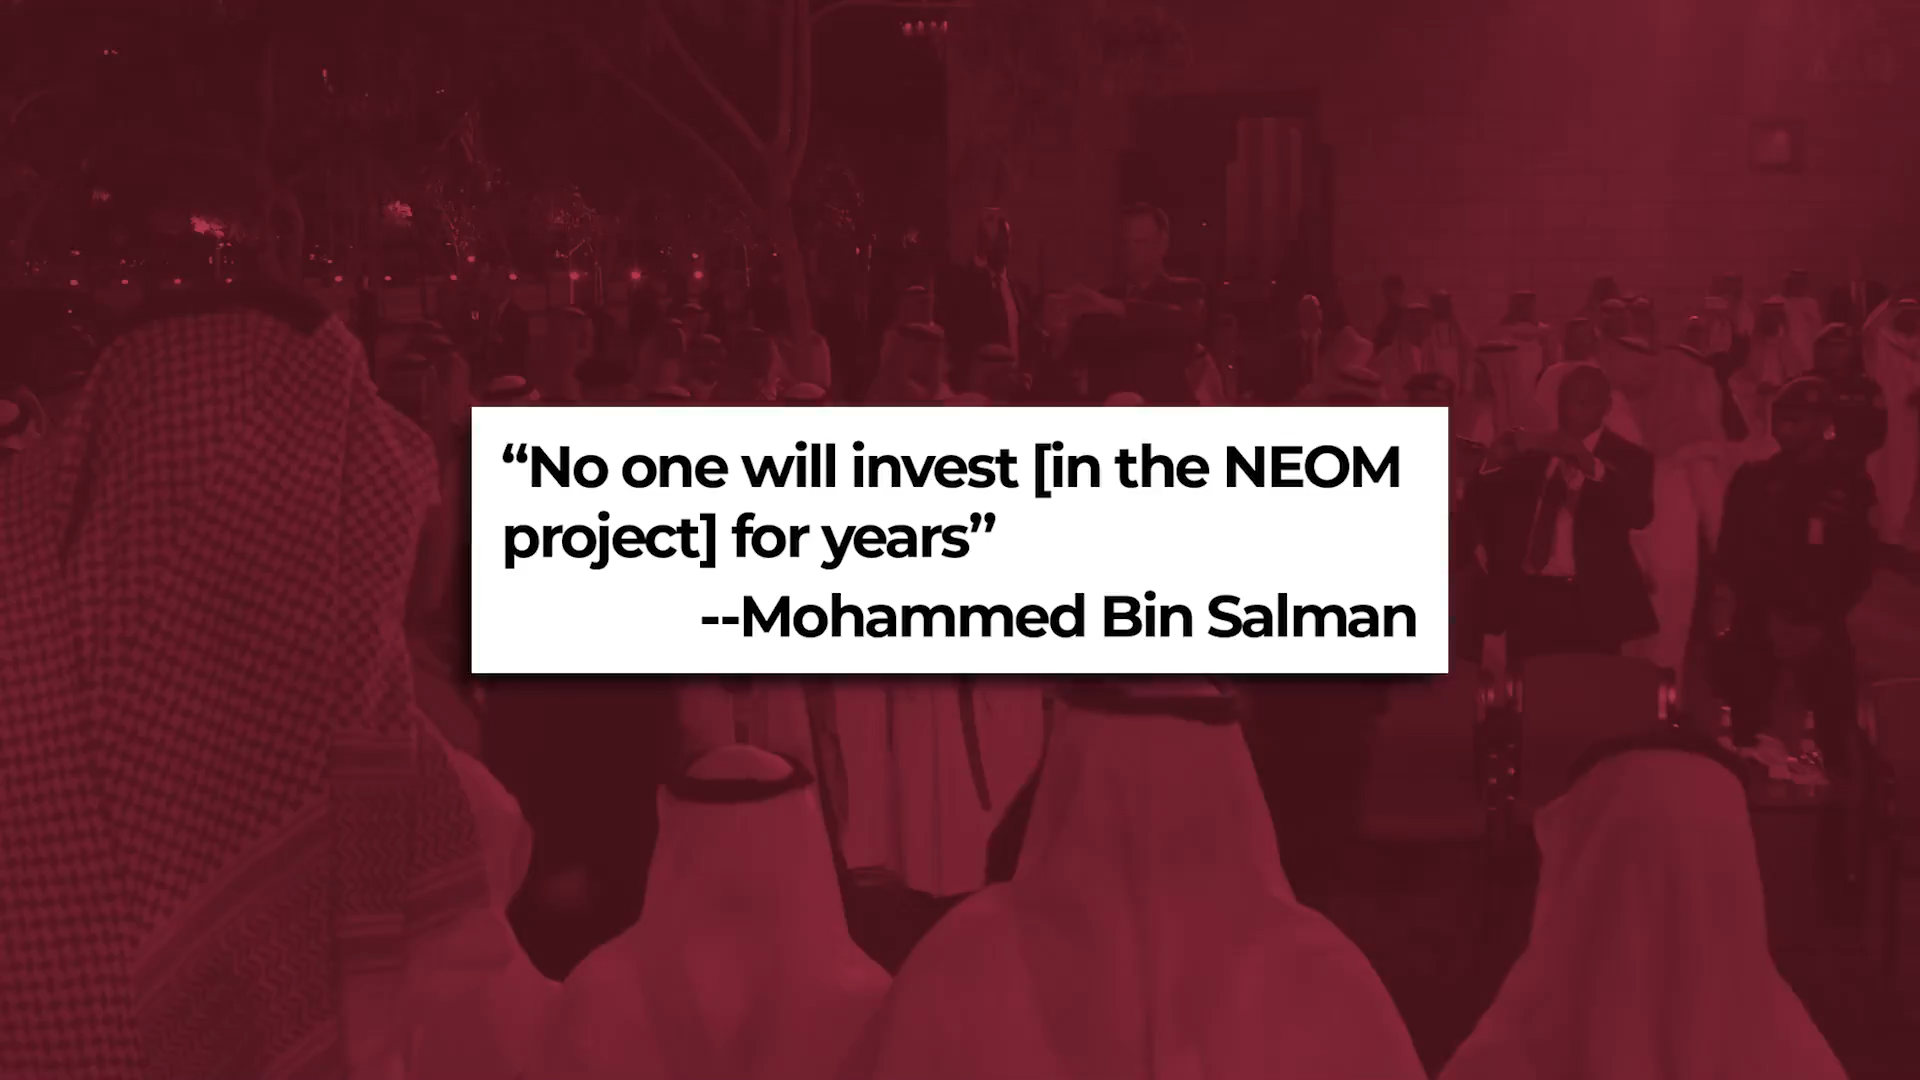 “No one will invest [in the NEOM
project] for years”
--Mohammed Bin Salman